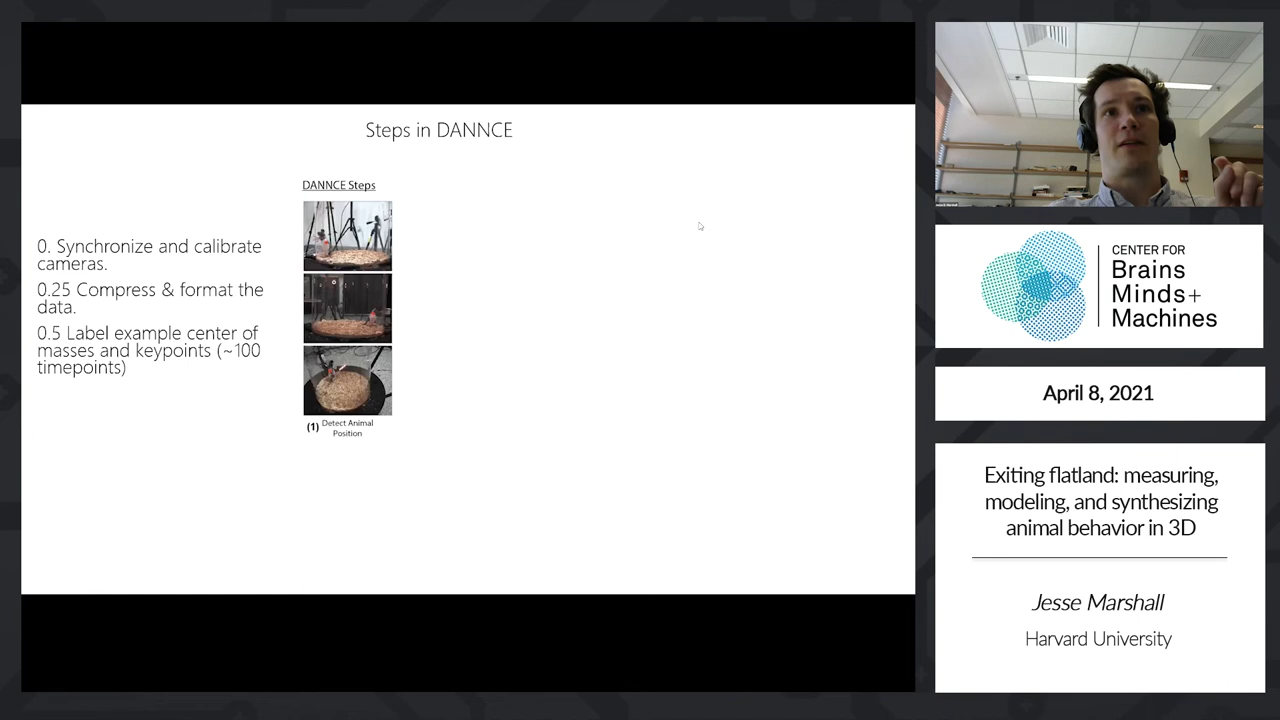 Steps in DANNCE
DANNCE Steps
0. Synchronize and calibrate
cameras.
0.25 Compress & format the
data.
0.5 Label example center of
masses and keypoints (~100
timepoints)
(1) Detect Animal
Position
CENTER FOR
Brains
Minds+
Machines
April 8, 2021
Exiting flatland: measuring,
modeling, and synthesizing
animal behavior in 3D
Jesse Marshall
Harvard University